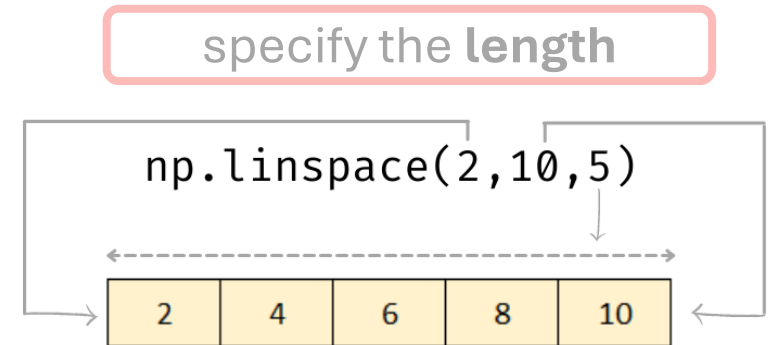 specify the length
np.linspace(2,10,5)
2 4 6 8 10